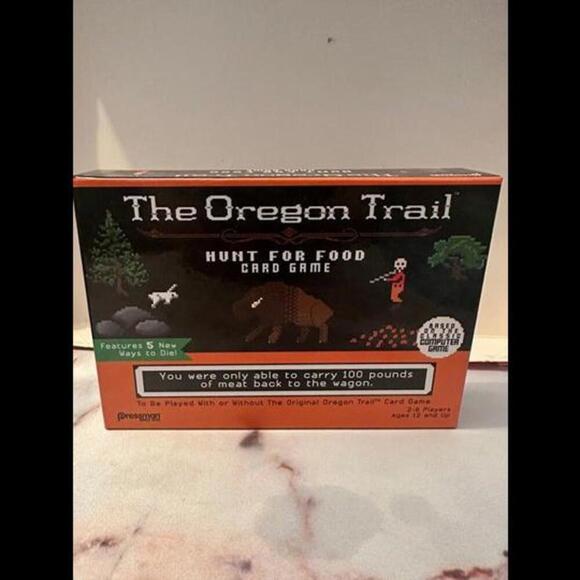 The Oregon Trail™
HUNT FOR FOOD
CARD GAME
Features 5 New
Ways to Die!
BASED
ON THE
CLASSIC
COMPUTER
GAME
You were only able to carry 100 pounds
of meat back to the wagon.
To Be Played With or Without The Original Oregon Trail™ Card Game
Pressman
2-6 Players
Ages 12 and Up